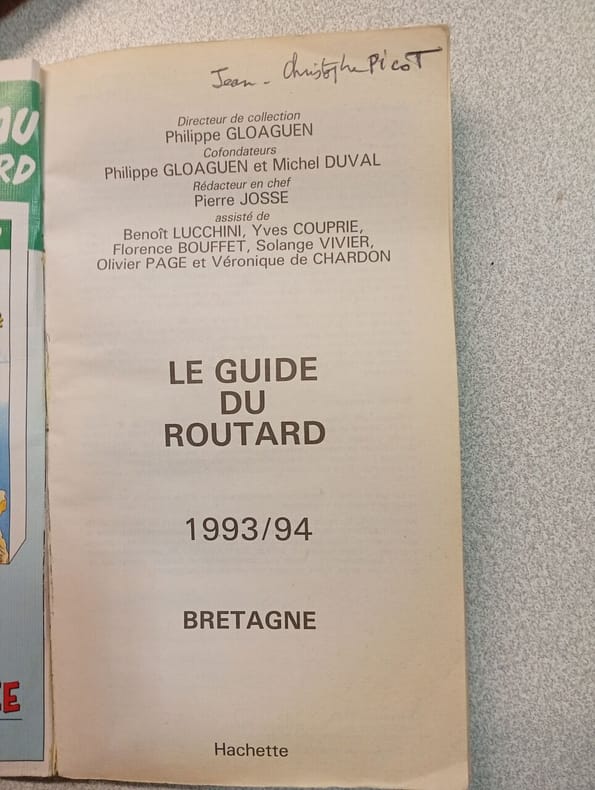 Jean-Christophe PICOT
Directeur de collection
Philippe GLOAGUEN
Cofondateurs
Philippe GLOAGUEN et Michel DUVAL
Rédacteur en chef
Pierre JOSSE
assisté de
Benoît LUCCHINI, Yves COUPRIE,
Florence BOUFFET, Solange VIVIER,
Olivier PAGE et Véronique de CHARDON
LE GUIDE
DU
ROUTARD
1993/94
BRETAGNE
Hachette